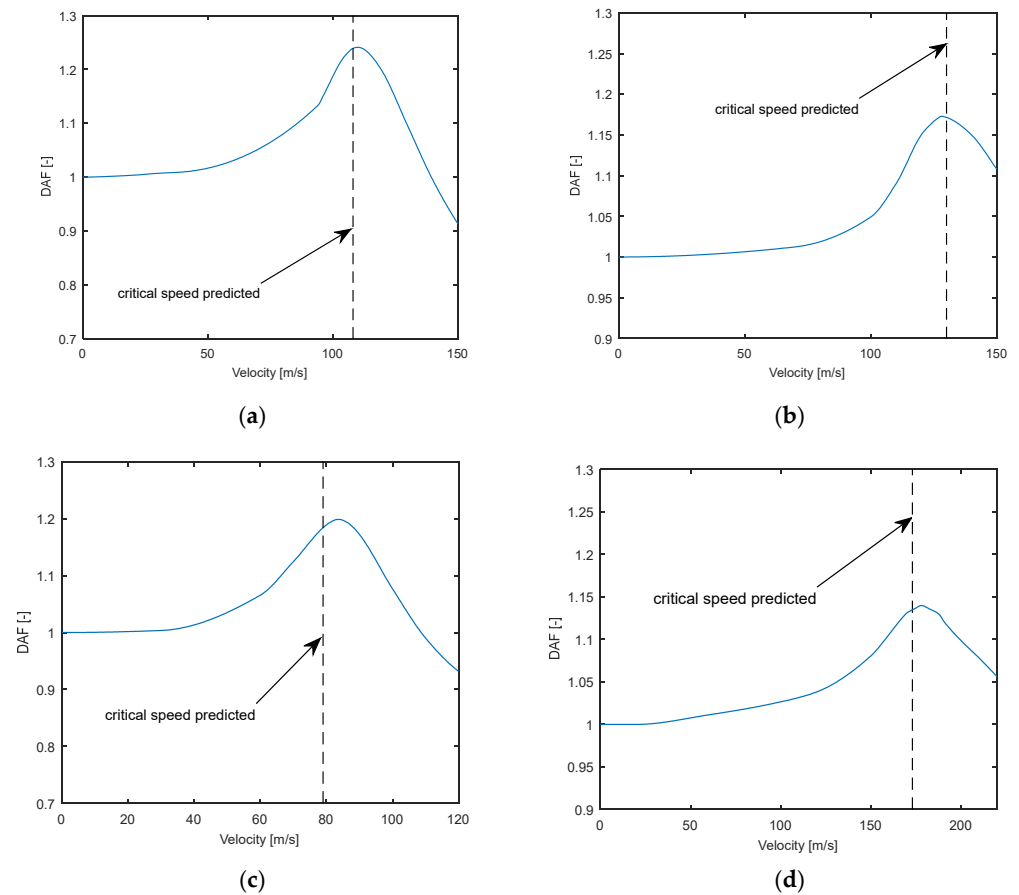 1.3
1.2
1.1
1
0.9
0.8
0.7
DAF [-]
critical speed predicted
0 50 100 150
Velocity [m/s]
(a)
1.3
1.25
1.2
1.15
1.1
1.05
1
0.95
0.9
DAF [-]
critical speed predicted
0 50 100 150
Velocity [m/s]
(b)
1.3
1.2
1.1
1
0.9
0.8
0.7
DAF [-]
critical speed predicted
0 20 40 60 80 100 120
Velocity [m/s]
(c)
1.3
1.25
1.2
1.15
1.1
1.05
1
0.95
0.9
DAF [-]
critical speed predicted
0 50 100 150 200
Velocity [m/s]
(d)